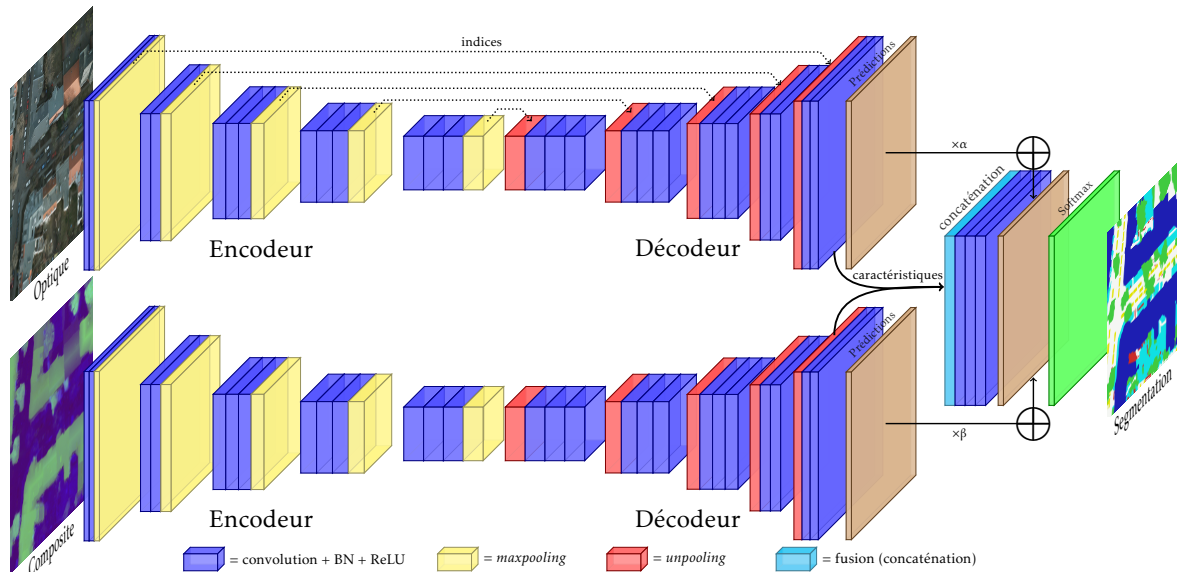 indices
Optique
Encodeur
Décodeur
Prédictions
×α
concaténation
Softmax
caractéristiques
Segmentation
Composite
Encodeur
Décodeur
Prédictions
×β
= convolution + BN + ReLU
= maxpooling
= unpooling
= fusion (concaténation)